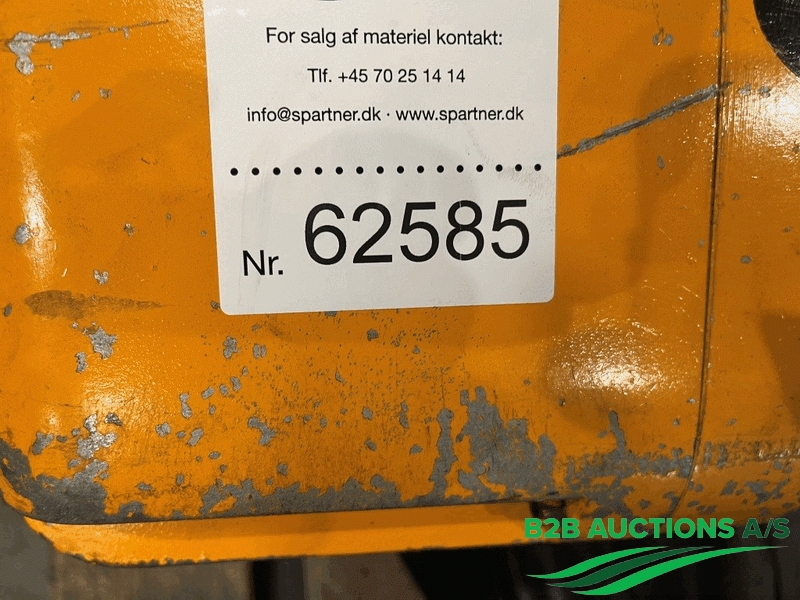 For salg af materiel kontakt:
Tlf. +45 70 25 14 14
info@spartner.dk · www.spartner.dk
Nr. 62585
B2B AUCTIONS A/S